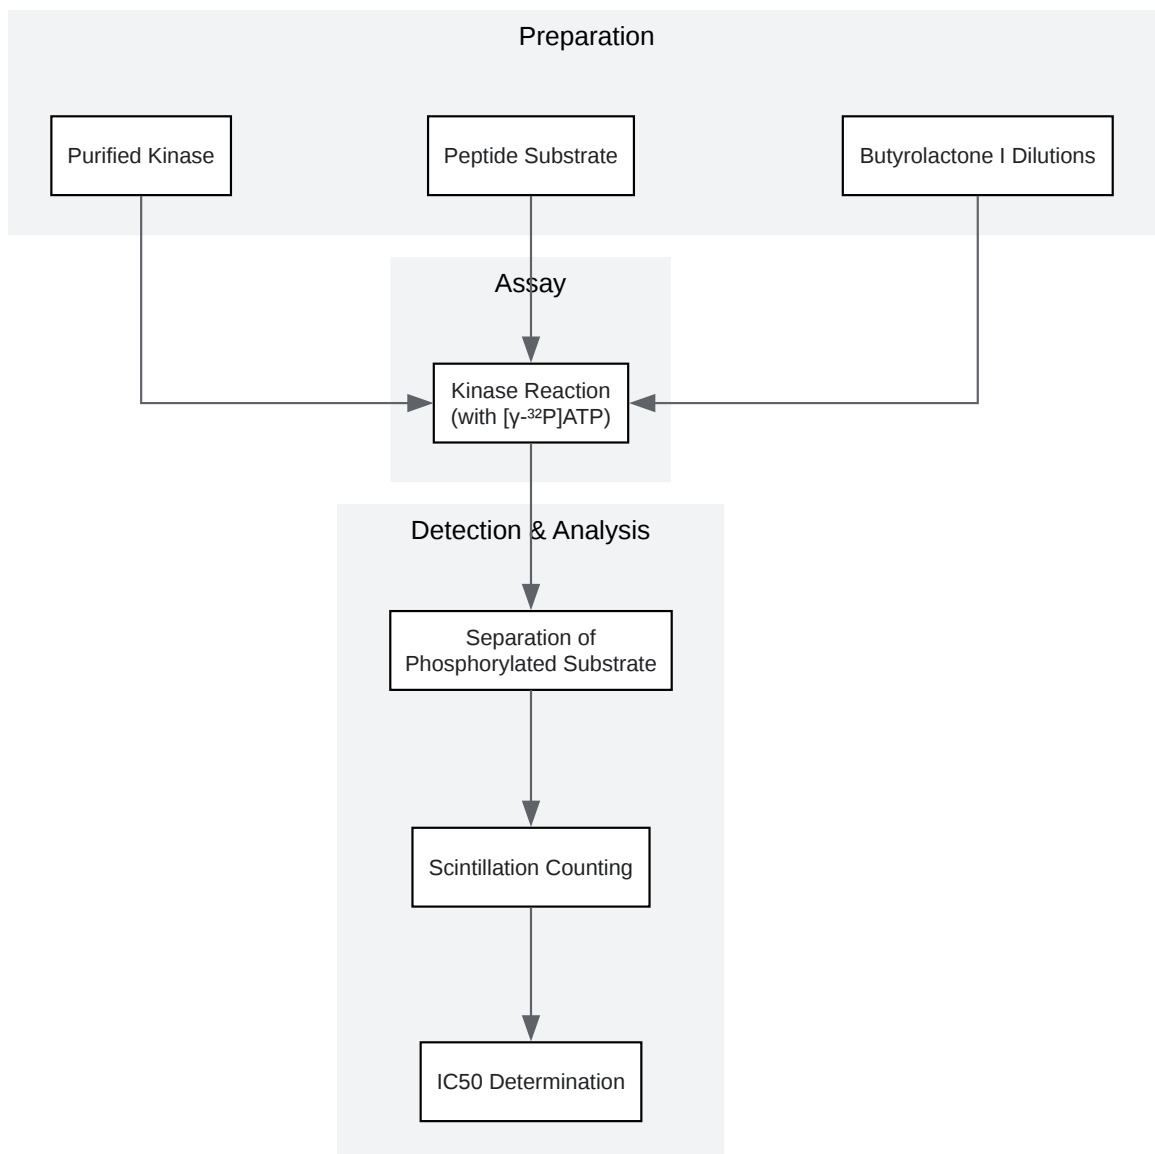 Preparation
Purified Kinase
Peptide Substrate
Butyrolactone I Dilutions
Assay
Kinase Reaction
(with [γ-³²P]ATP)
Detection & Analysis
Separation of
Phosphorylated Substrate
Scintillation Counting
IC50 Determination